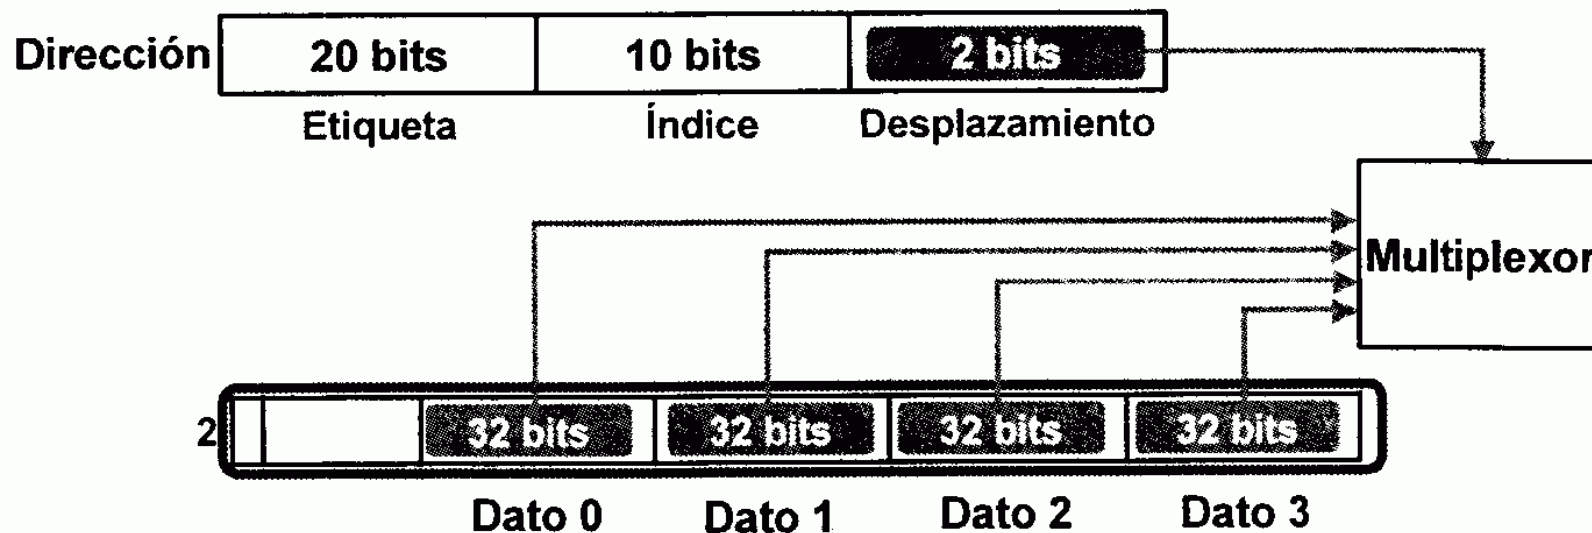 Dirección 20 bits 10 bits 2 bits
Etiqueta Índice Desplazamiento
Multiplexor
2 32 bits 32 bits 32 bits 32 bits
Dato 0 Dato 1 Dato 2 Dato 3